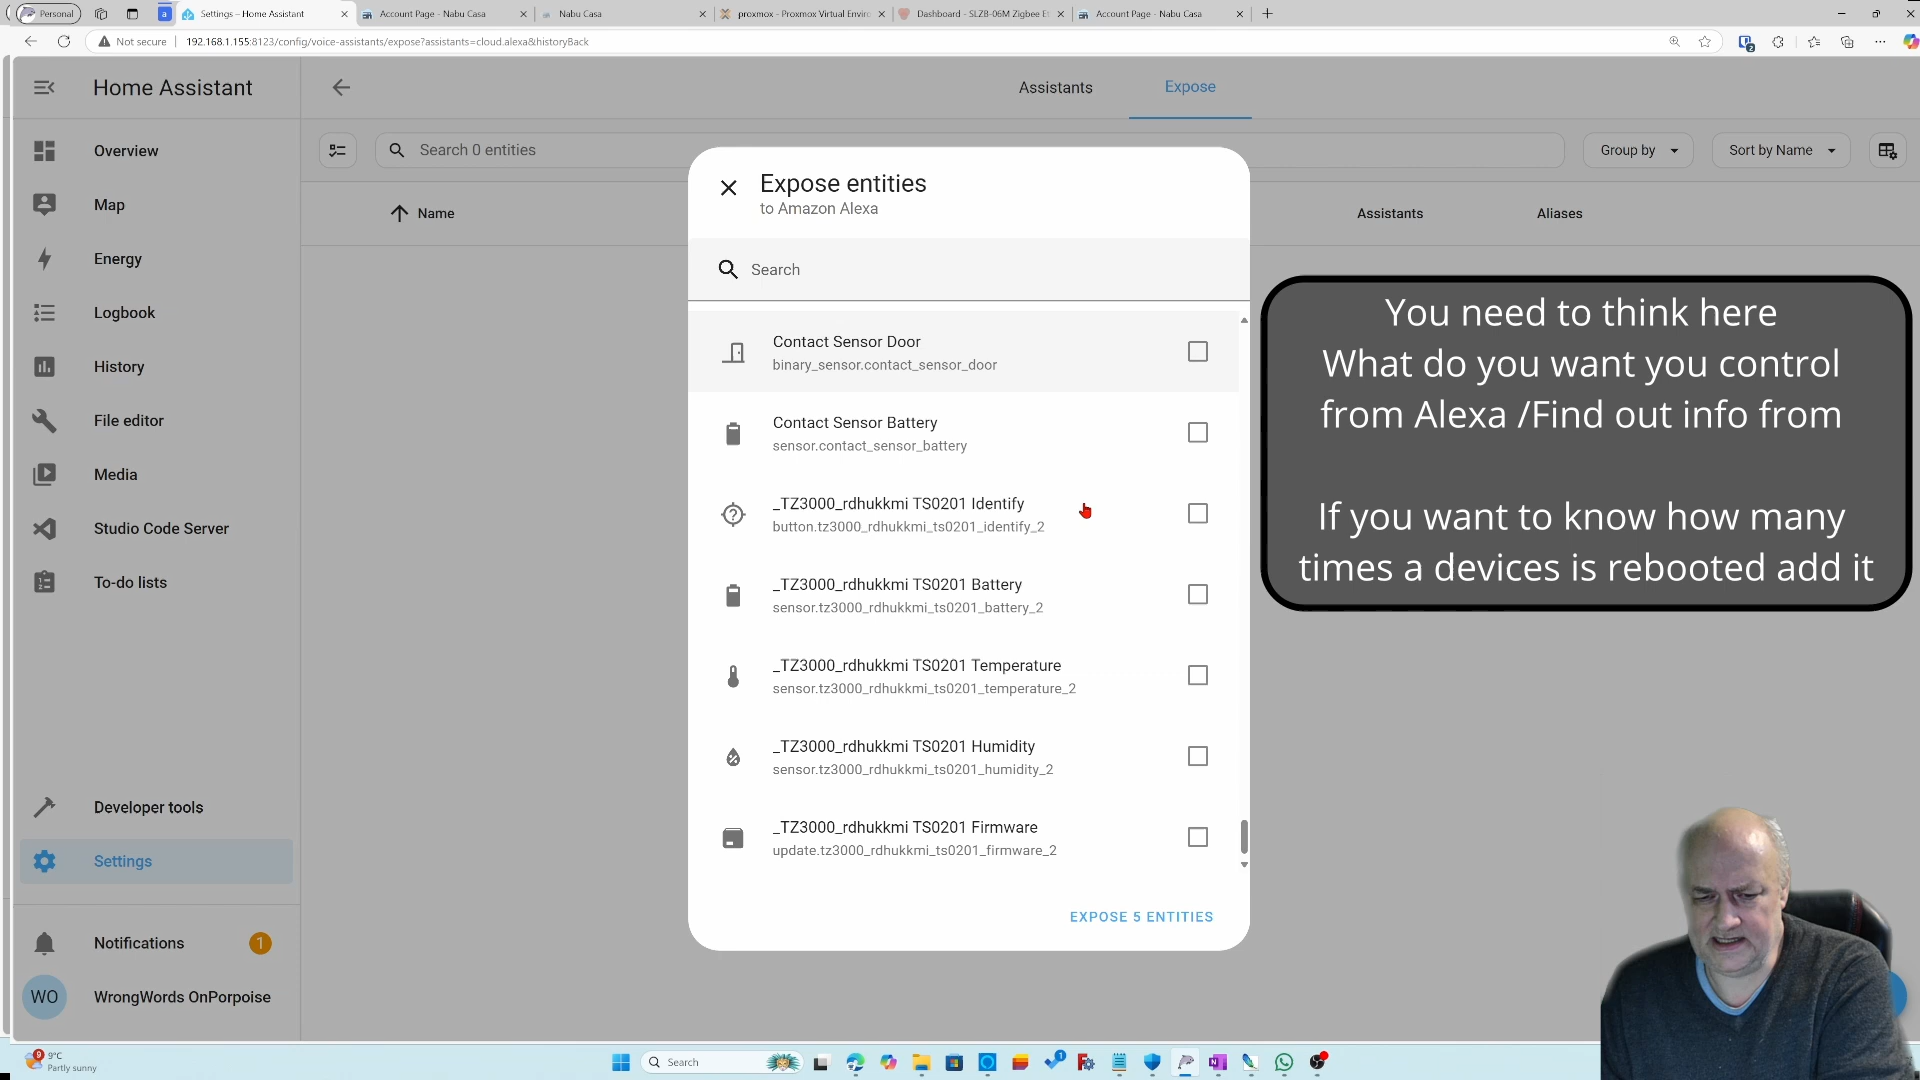 Personal
Settings – Home Assistant
Account Page - Nabu Casa
Nabu Casa
proxmox - Proxmox Virtual Enviro
Dashboard - SLZB-06M Zigbee Et
Account Page - Nabu Casa
Not secure
192.168.1.155:8123/config/voice-assistants/expose?assistants=cloud.alexa&historyBack
Home Assistant
Assistants
Expose
Overview
Map
Energy
Logbook
History
File editor
Media
Studio Code Server
To-do lists
Developer tools
Settings
Notifications
1
WO
WrongWords OnPorpoise
Search 0 entities
Group by
Sort by Name
Name
Assistants
Aliases
Expose entities
to Amazon Alexa
Search
Contact Sensor Door
binary_sensor.contact_sensor_door
Contact Sensor Battery
sensor.contact_sensor_battery
_TZ3000_rdhukkmi TS0201 Identify
button.tz3000_rdhukkmi_ts0201_identify_2
_TZ3000_rdhukkmi TS0201 Battery
sensor.tz3000_rdhukkmi_ts0201_battery_2
_TZ3000_rdhukkmi TS0201 Temperature
sensor.tz3000_rdhukkmi_ts0201_temperature_2
_TZ3000_rdhukkmi TS0201 Humidity
sensor.tz3000_rdhukkmi_ts0201_humidity_2
_TZ3000_rdhukkmi TS0201 Firmware
update.tz3000_rdhukkmi_ts0201_firmware_2
EXPOSE 5 ENTITIES
You need to think here
What do you want you control
from Alexa /Find out info from
If you want to know how many
times a devices is rebooted add it
9
9°C
Partly sunny
Search
1